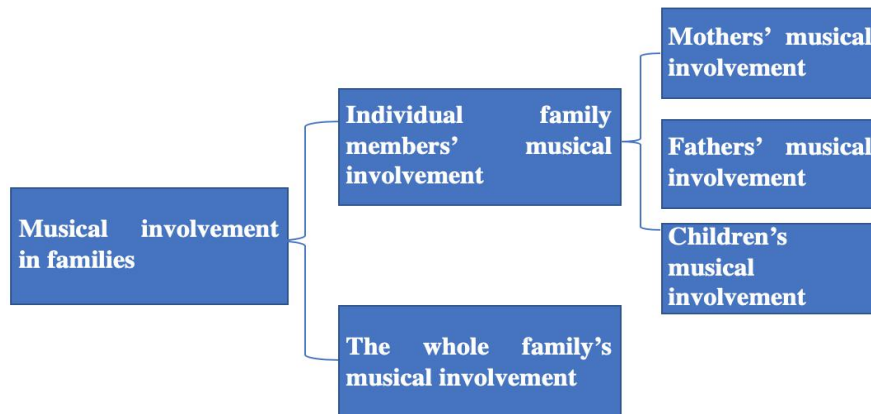 Musical involvement
in families
Individual family
members’ musical
involvement
The whole family’s
musical involvement
Mothers’ musical
involvement
Fathers’ musical
involvement
Children’s
musical
involvement